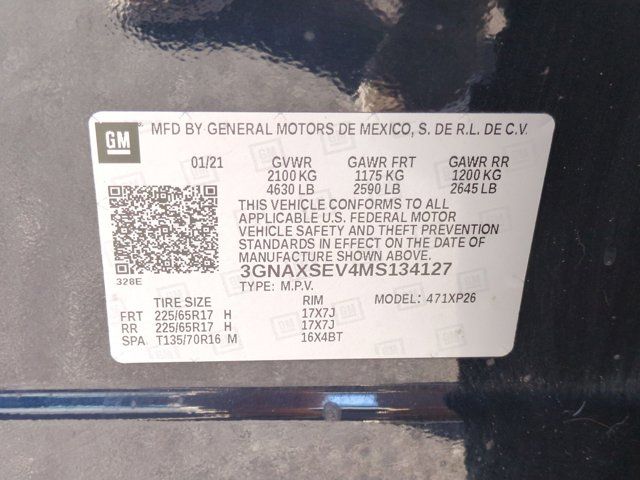 GM MFD BY GENERAL MOTORS DE MEXICO, S. DE R.L. DE C.V.
01/21 GVWR GAWR FRT GAWR RR
2100 KG 1175 KG 1200 KG
4630 LB 2590 LB 2645 LB
THIS VEHICLE CONFORMS TO ALL
APPLICABLE U.S. FEDERAL MOTOR
VEHICLE SAFETY AND THEFT PREVENTION
STANDARDS IN EFFECT ON THE DATE OF
MANUFACTURE SHOWN ABOVE.
328E 3GNAXSEV4MS134127
TYPE: M.P.V. MODEL: 471XP26
TIRE SIZE RIM
FRT 225/65R17 H 17X7J
RR 225/65R17 H 17X7J
SPA T135/70R16 M 16X4BT